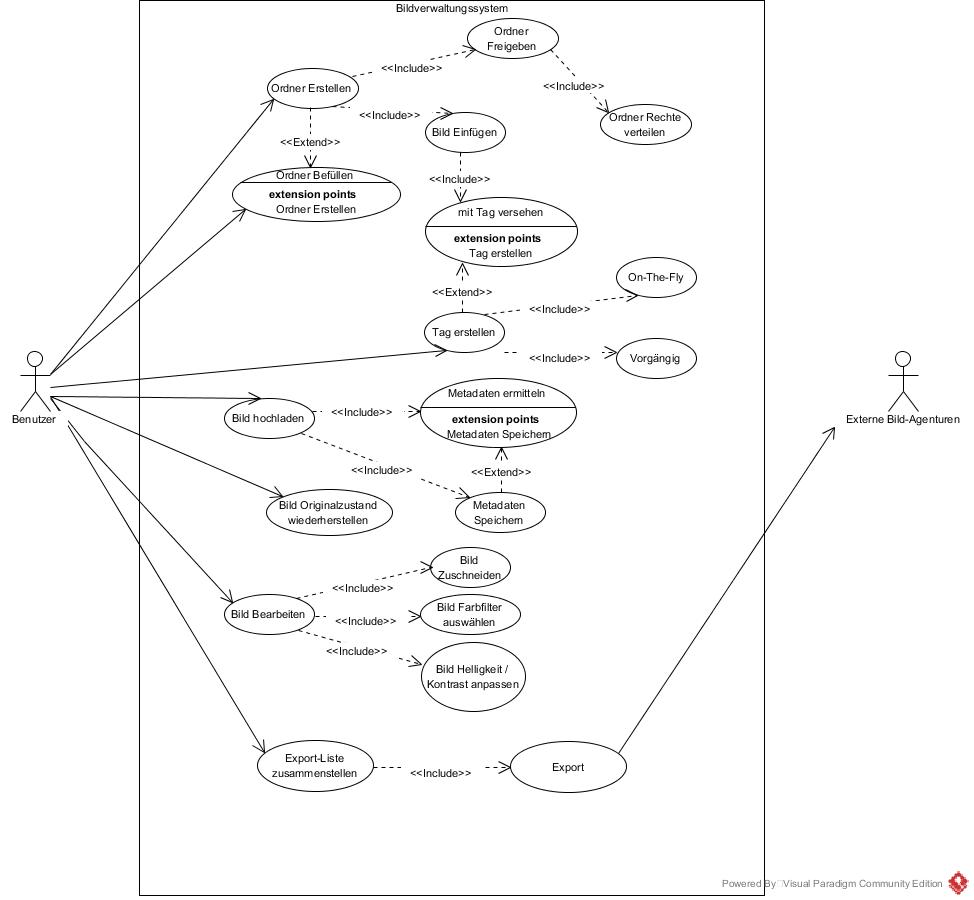 Bildverwaltungssystem
Ordner
Freigeben
<<Include>>
Ordner Erstellen
<<Include>>
<<Include>>
Ordner Rechte
verteilen
Bild Einfügen
<<Extend>>
Ordner Befüllen
extension points
Ordner Erstellen
<<Include>>
mit Tag versehen
extension points
Tag erstellen
On-The-Fly
<<Extend>>
<<Include>>
Tag erstellen
<<Include>>
Vorgängig
Benutzer
Externe Bild-Agenturen
Metadaten ermitteln
extension points
Metadaten Speichern
Bild hochladen
<<Include>>
<<Include>>
<<Extend>>
Bild Originalzustand
wiederherstellen
Metadaten
Speichern
Bild
Zuschneiden
<<Include>>
Bild Bearbeiten
<<Include>>
Bild Farbfilter
auswählen
<<Include>>
Bild Helligkeit /
Kontrast anpassen
Export-Liste
zusammenstellen
<<Include>>
Export
Powered By Visual Paradigm Community Edition